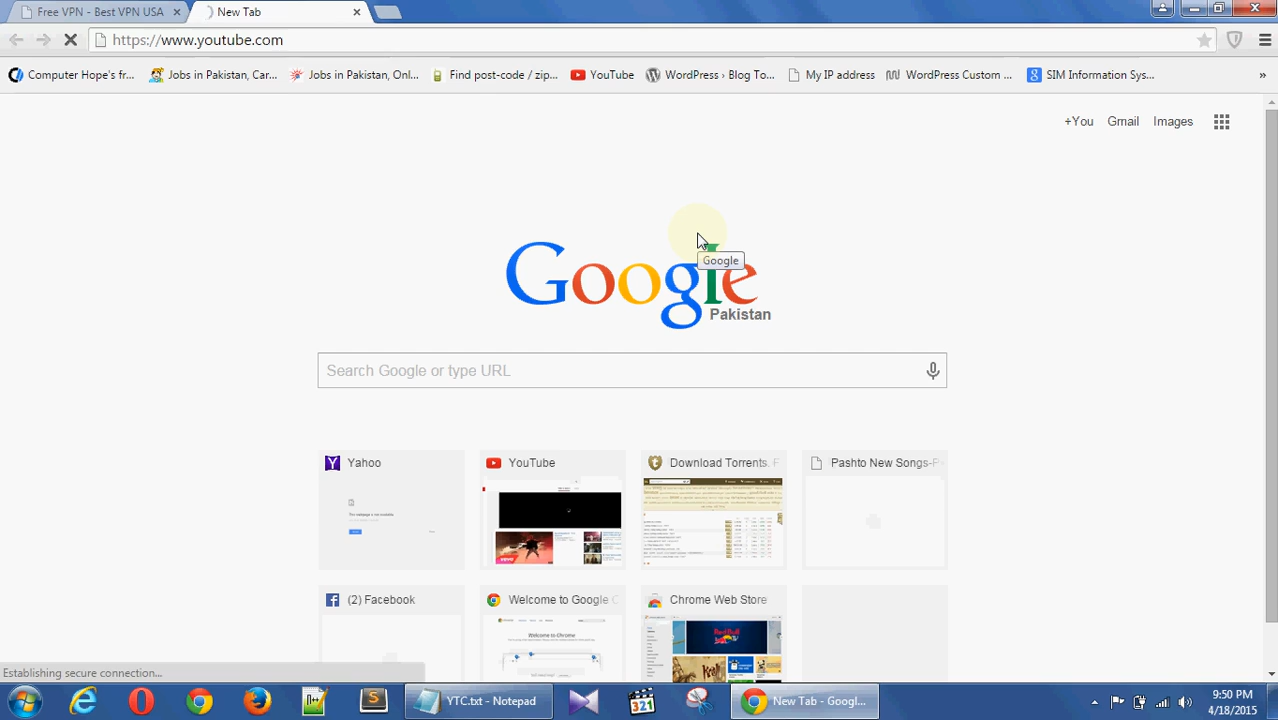 Free VPN - Best VPN USA
New Tab
https://www.youtube.com
Computer Hope's fr...
Jobs in Pakistan, Car...
Jobs in Pakistan, Onl...
Find post-code / zip...
YouTube
WordPress › Blog To...
My IP address
WordPress Custom ...
SIM Information Sys...
»
+You
Gmail
Images
Google
Google
Pakistan
Search Google or type URL
Yahoo
YouTube
Download Torrents. F
Pashto New Songs-P
(2) Facebook
Welcome to Google C
Chrome Web Store
Welcome to Chrome
Establishing secure connection...
YTC.txt - Notepad
321
New Tab - Googl...
9:50 PM
4/18/2015